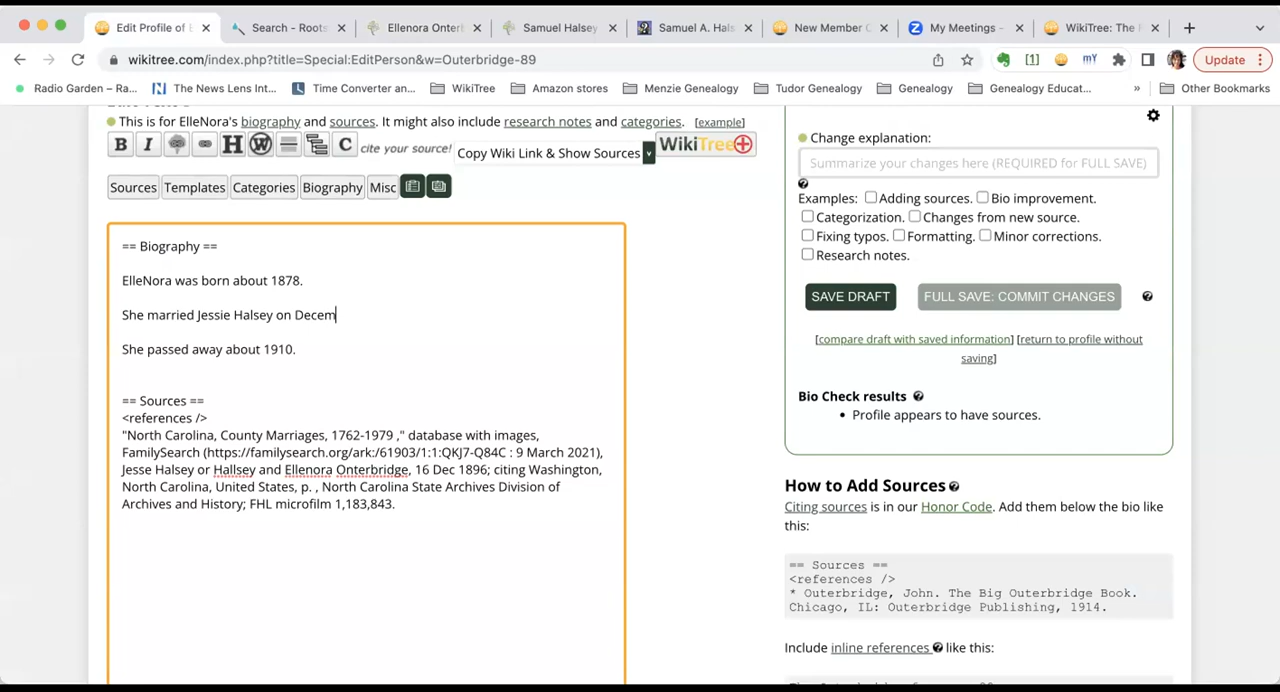 Edit Profile of E
Search - Roots
Ellenora Outerb
Samuel Halsey
Samuel A. Hals
New Member
My Meetings -
WikiTree: The
wikitree.com/index.php?title=Special:EditPerson&w=Outerbridge-89
[1]
mY
Update
Radio Garden – Ra...
The News Lens Int...
Time Converter an...
WikiTree
Amazon stores
Menzie Genealogy
Tudor Genealogy
Genealogy
Genealogy Educat...
»
Other Bookmarks
This is for ElleNora's biography and sources. It might also include research notes and categories. [example]
B I H W C cite your source! Copy Wiki Link & Show Sources v WikiTree+
Sources Templates Categories Biography Misc
== Biography ==
ElleNora was born about 1878.
She married Jessie Halsey on Decem
She passed away about 1910.
== Sources ==
<references />
"North Carolina, County Marriages, 1762-1979 ," database with images,
FamilySearch (https://familysearch.org/ark:/61903/1:1:QKJ7-Q84C : 9 March 2021),
Jesse Halsey or Hallsey and Ellenora Onterbridge, 16 Dec 1896; citing Washington,
North Carolina, United States, p. , North Carolina State Archives Division of
Archives and History; FHL microfilm 1,183,843.
Change explanation:
Summarize your changes here (REQUIRED for FULL SAVE)
?
Examples: Adding sources. Bio improvement.
Categorization. Changes from new source.
Fixing typos. Formatting. Minor corrections.
Research notes.
SAVE DRAFT FULL SAVE: COMMIT CHANGES ?
[compare draft with saved information] [return to profile without
saving]
Bio Check results ?
• Profile appears to have sources.
How to Add Sources ?
Citing sources is in our Honor Code. Add them below the bio like
this:
== Sources ==
<references />
* Outerbridge, John. The Big Outerbridge Book.
Chicago, IL: Outerbridge Publishing, 1914.
Include inline references ? like this: